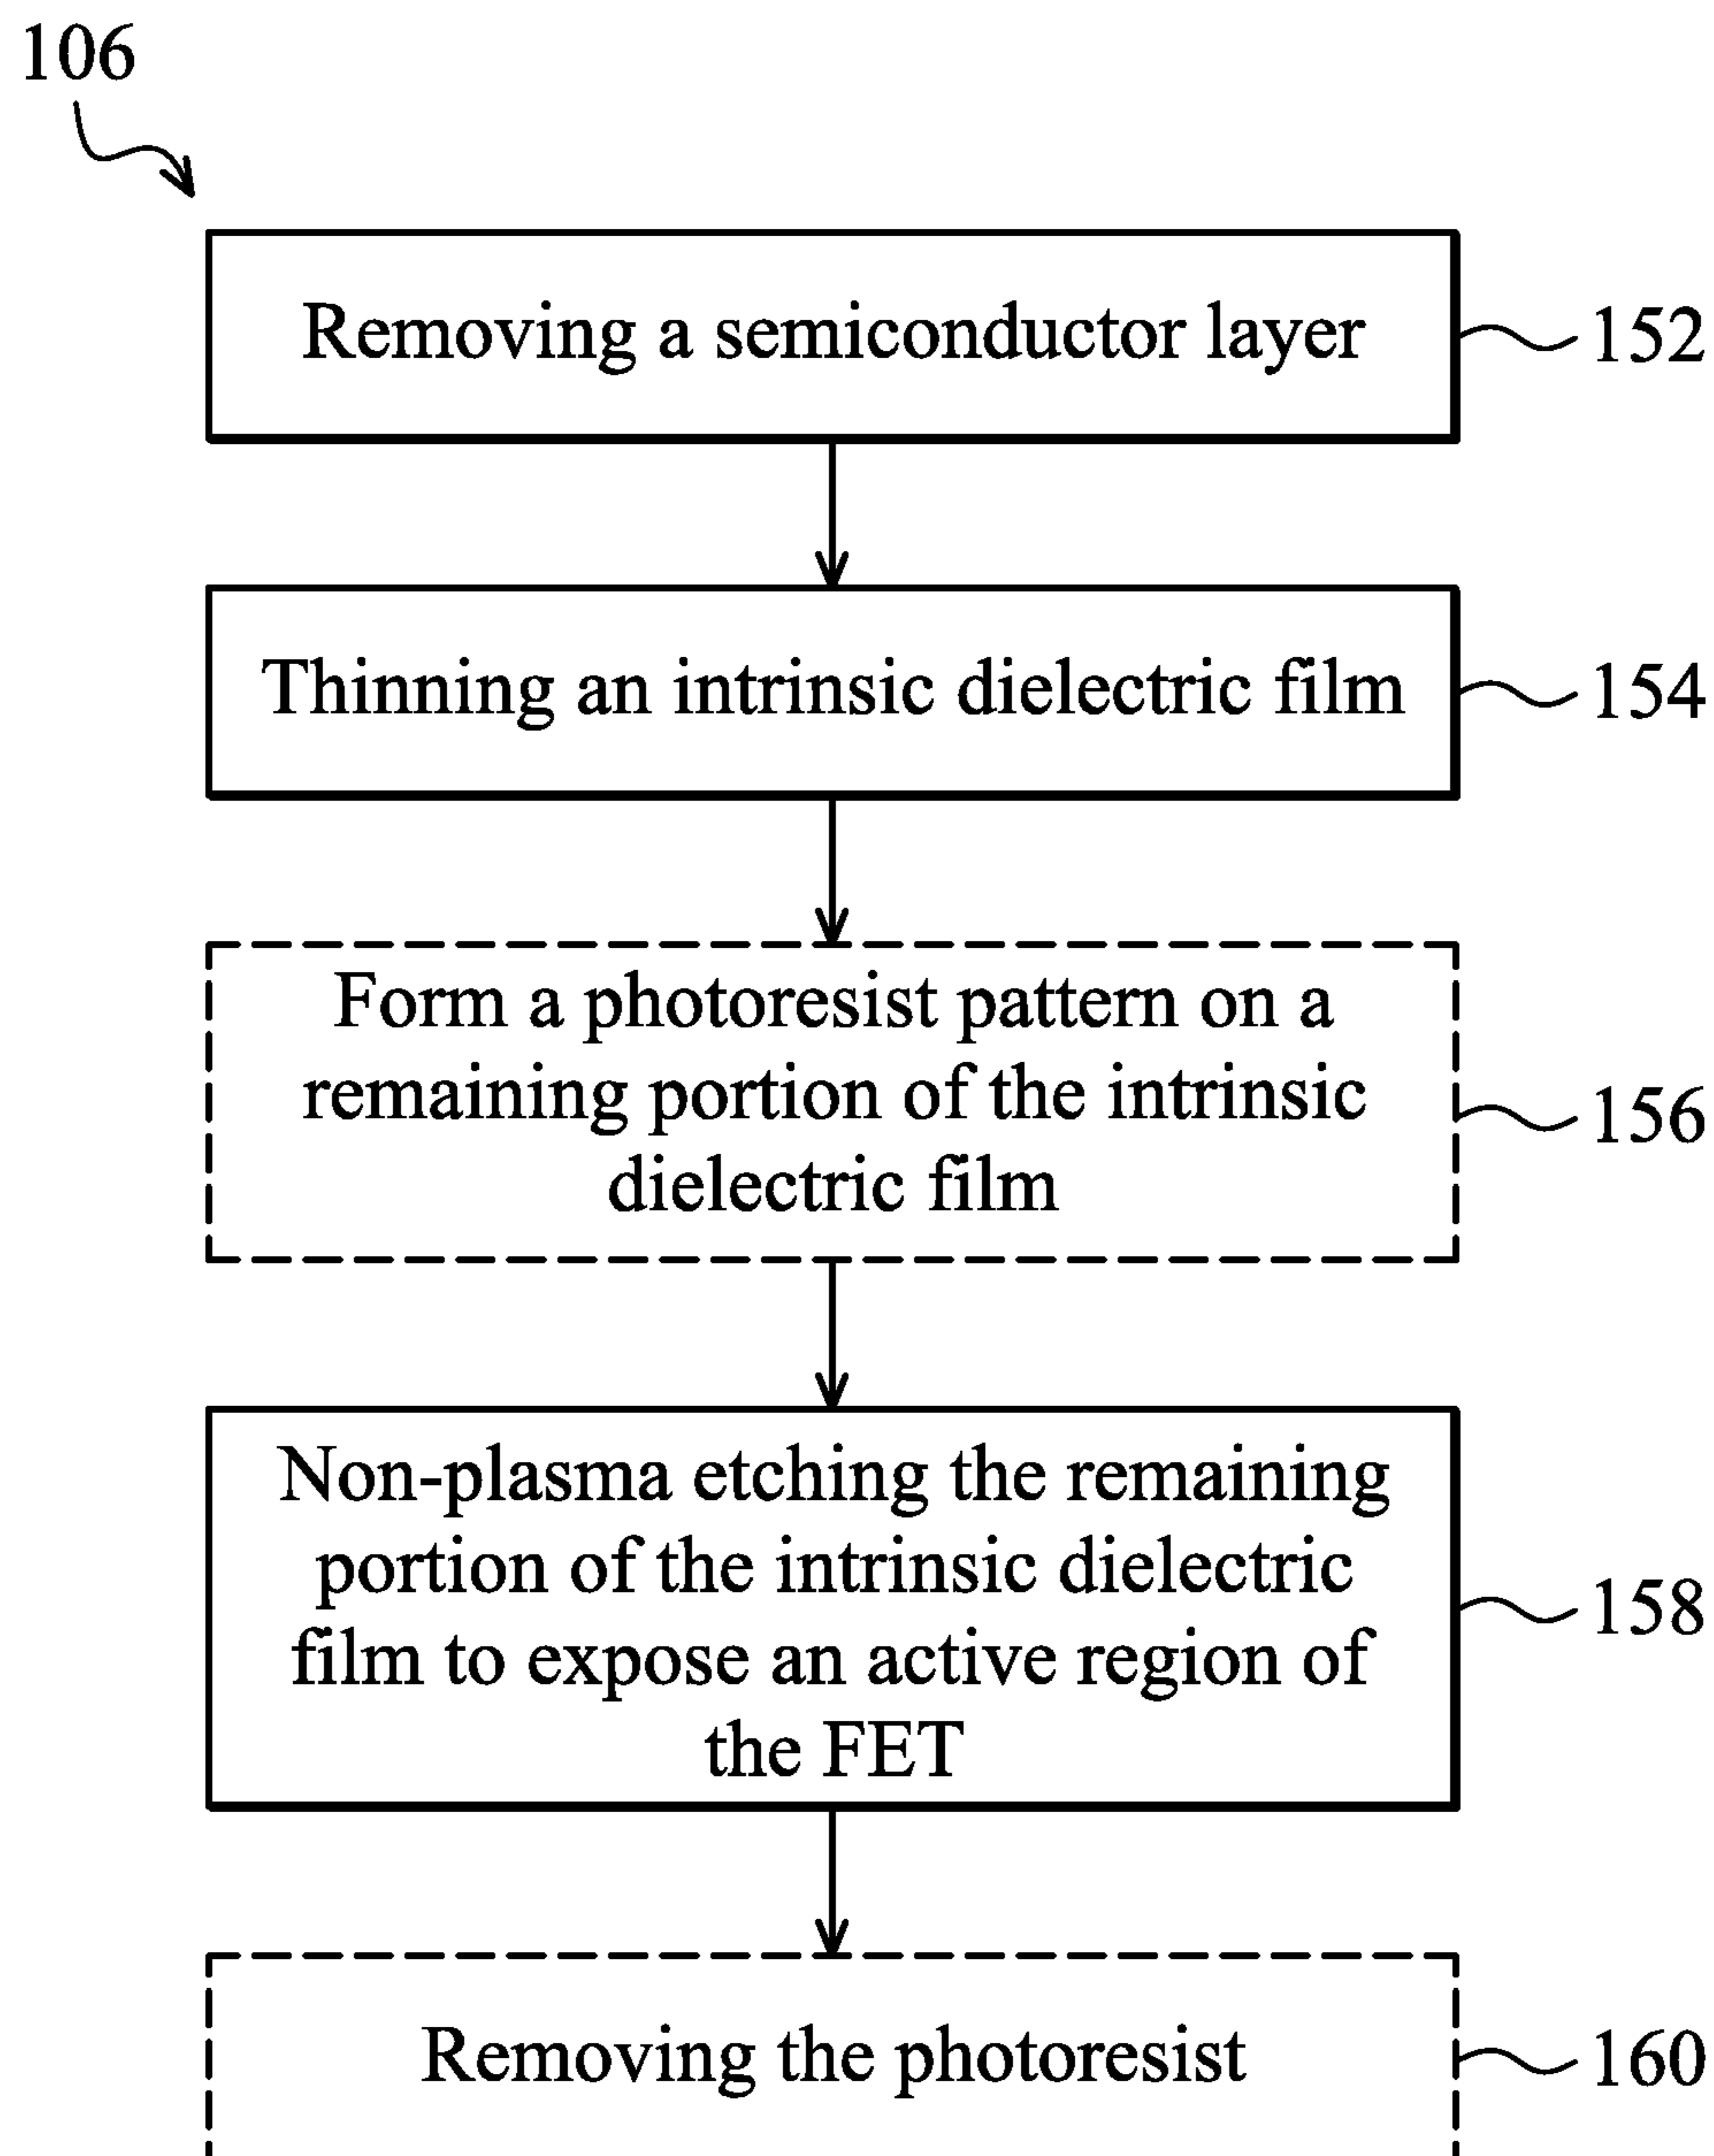 106
Removing a semiconductor layer
152
Thinning an intrinsic dielectric film
154
Form a photoresist pattern on a
remaining portion of the intrinsic
dielectric film
156
Non-plasma etching the remaining
portion of the intrinsic dielectric
film to expose an active region of
the FET
158
Removing the photoresist
160